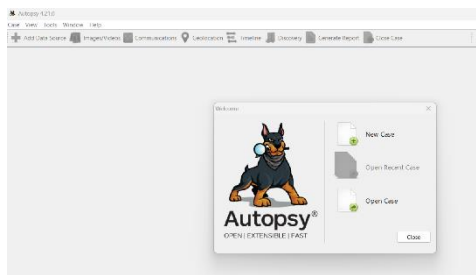 Autopsy 4.21.0
Case View Tools Window Help
Add Data Source Images/Videos Communications Geolocation Timeline Discovery Generate Report Close Case
Welcome
New Case
Open Recent Case
Autopsy®
OPEN | EXTENSIBLE | FAST
Open Case
Close